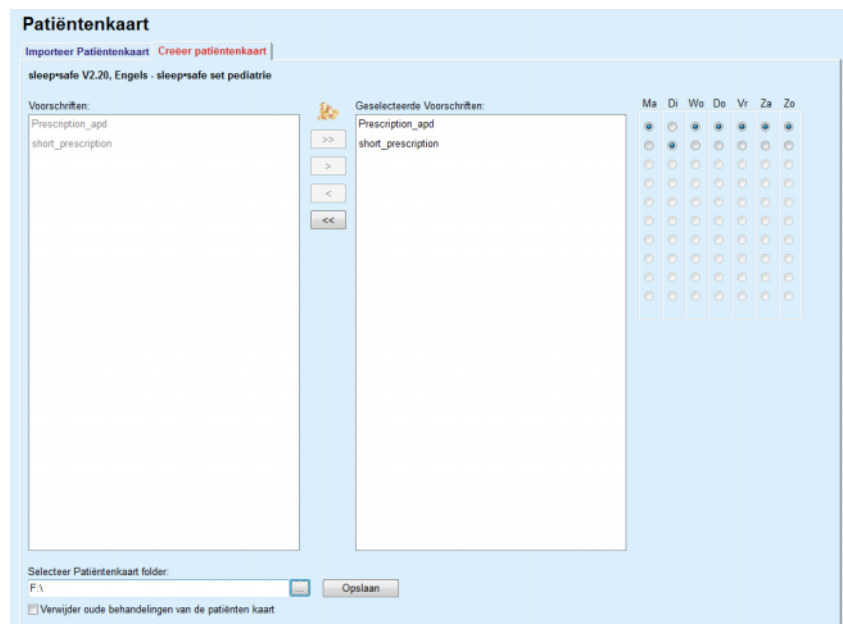 Patiëntenkaart
Importeer Patiëntenkaart Creëer patiëntenkaart
sleep•safe V2.20, Engels - sleep•safe set pediatrie
Voorschriften:
Prescription_apd
short_prescription
>>
>
<
<<
Geselecteerde Voorschriften:
Prescription_apd
short_prescription
Ma Di Wo Do Vr Za Zo
Selecteer Patiëntenkaart folder:
F:\ ... Opslaan
Verwijder oude behandelingen van de patiënten kaart